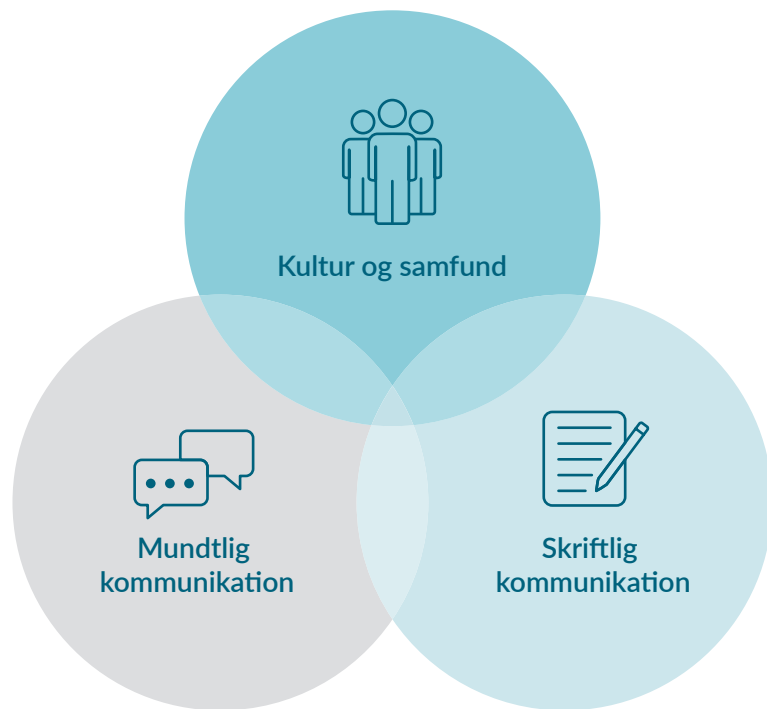 Kultur og samfund
Mundtlig
kommunikation
Skriftlig
kommunikation